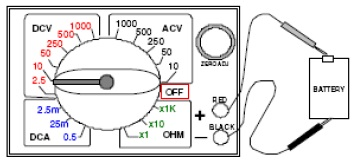 DCV
1000
500
250
50
10
2.5
1000
500
250
50
10
ACV
ZERO ADJ
OFF
2.5m
25m
0.5
DCA
x1K
x10
x1
OHM
RED
+
BLACK
−
BATTERY